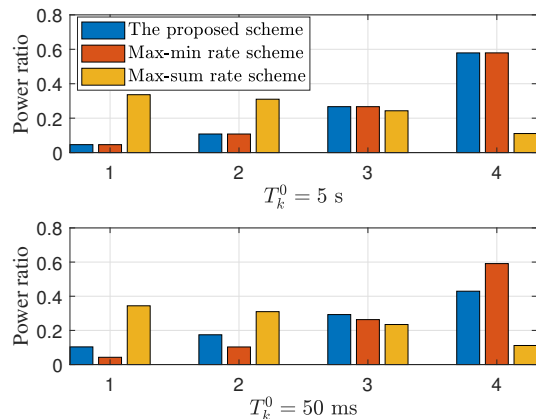 0.8
0.6
0.4
0.2
0
Power ratio
The proposed scheme
Max-min rate scheme
Max-sum rate scheme
1 2 3 4
$T_k^0 = 5$ s
0.8
0.6
0.4
0.2
0
Power ratio
1 2 3 4
$T_k^0 = 50$ ms